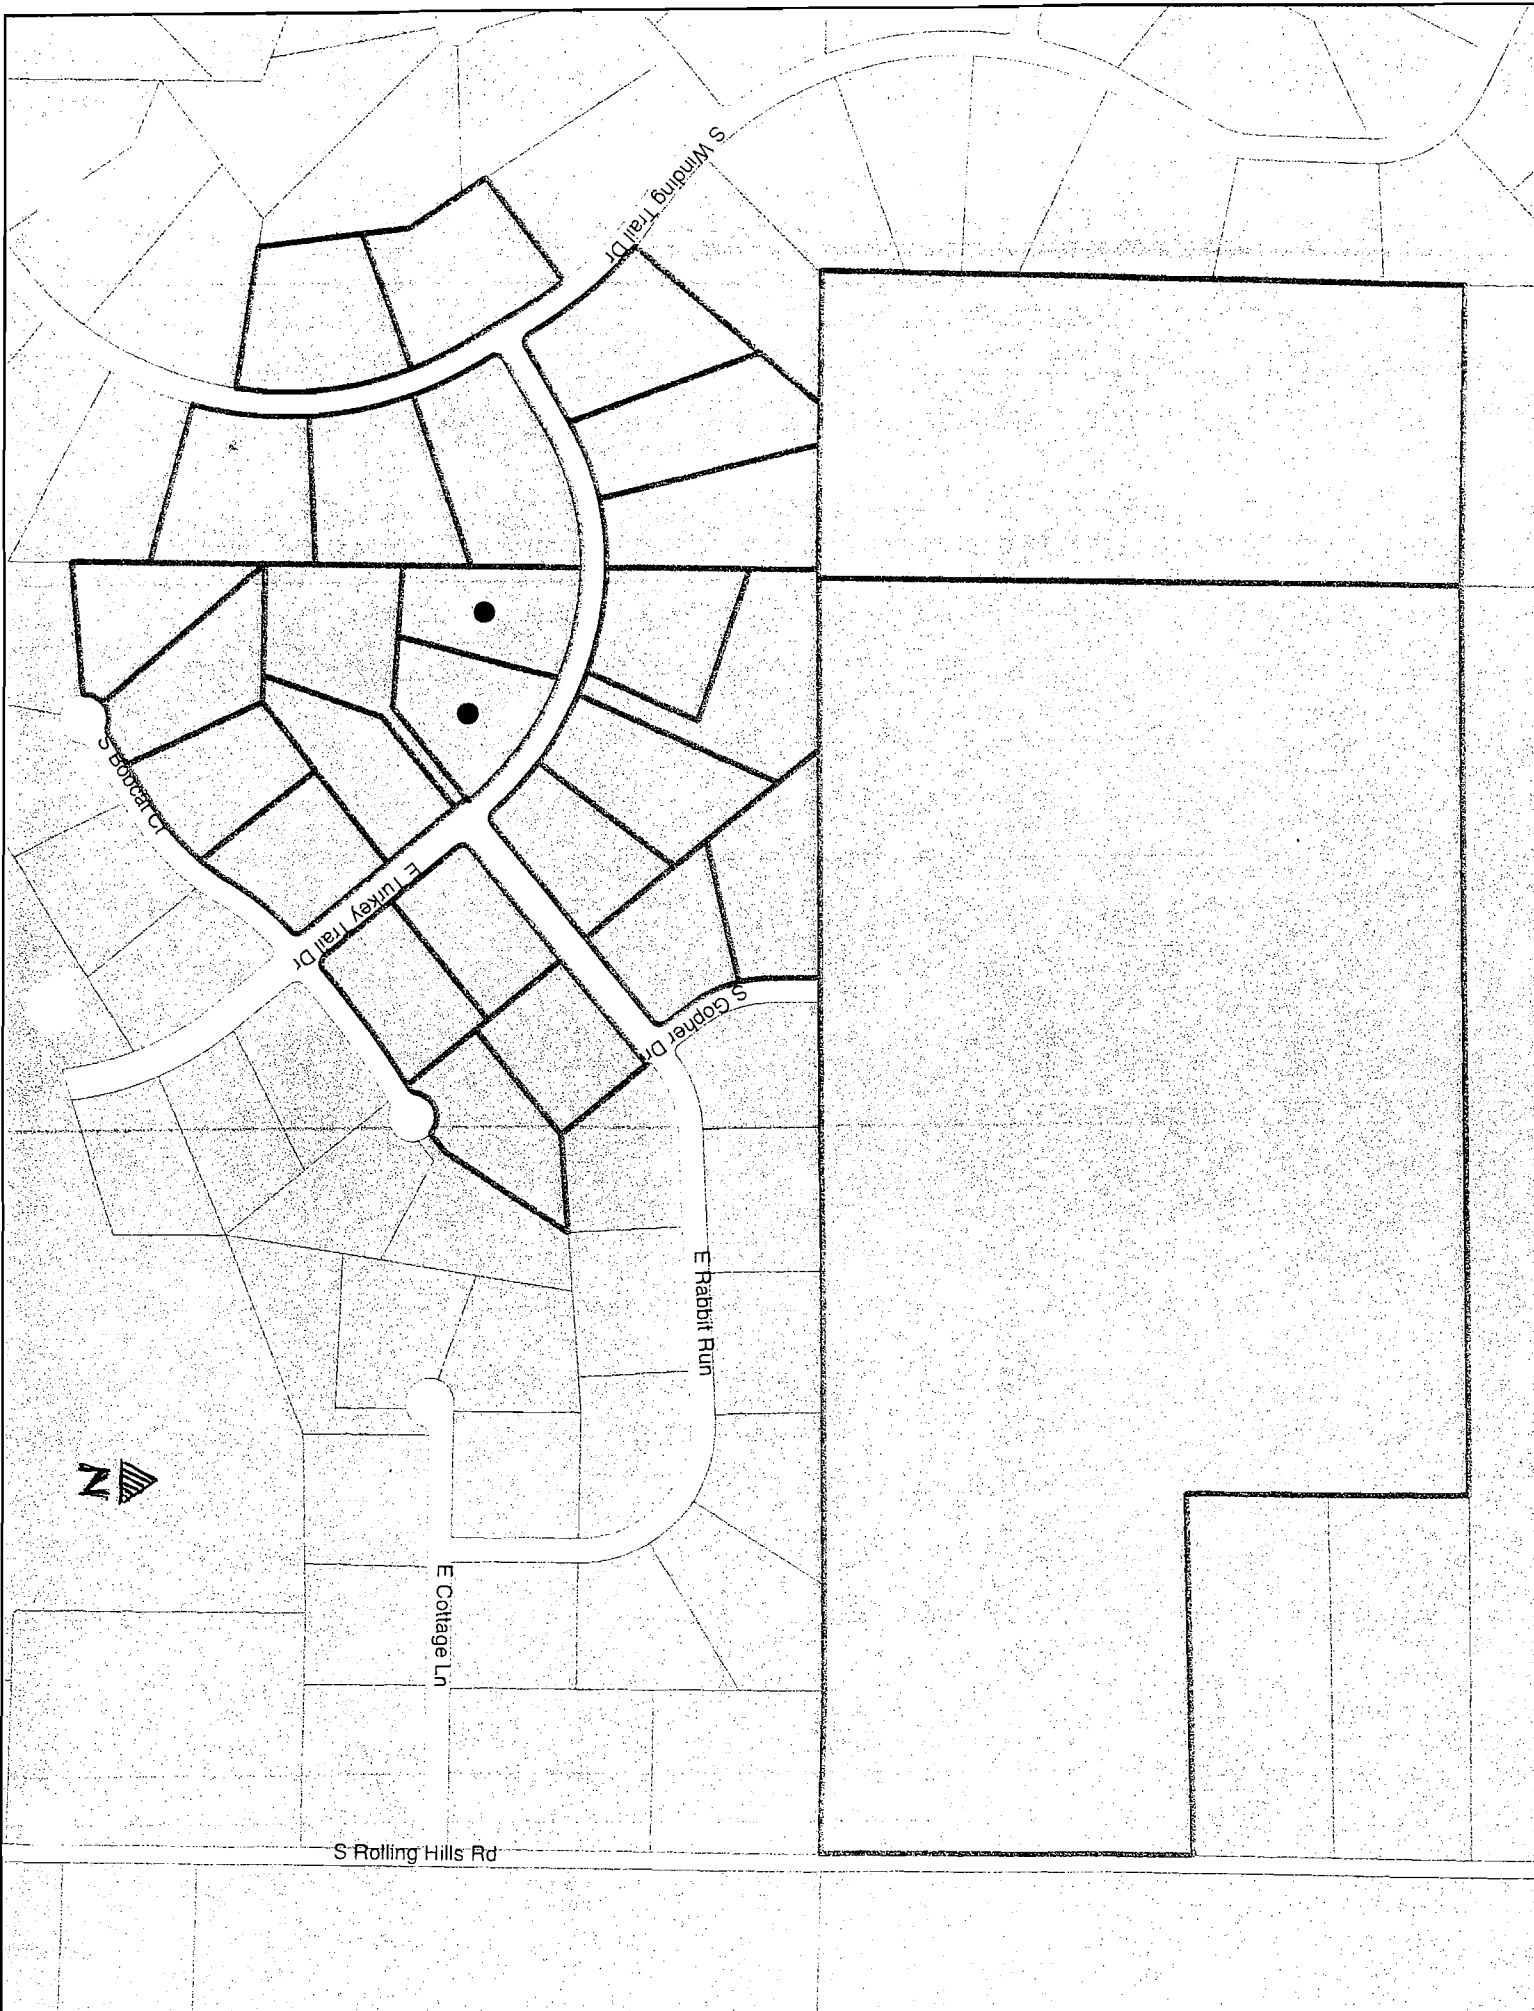 S Winding Trail Dr
S Bobcat Ct
E Turkey Trail Dr
S Gopher Dr
E Rabbit Run
N
E Cottage Ln
S Rolling Hills Rd